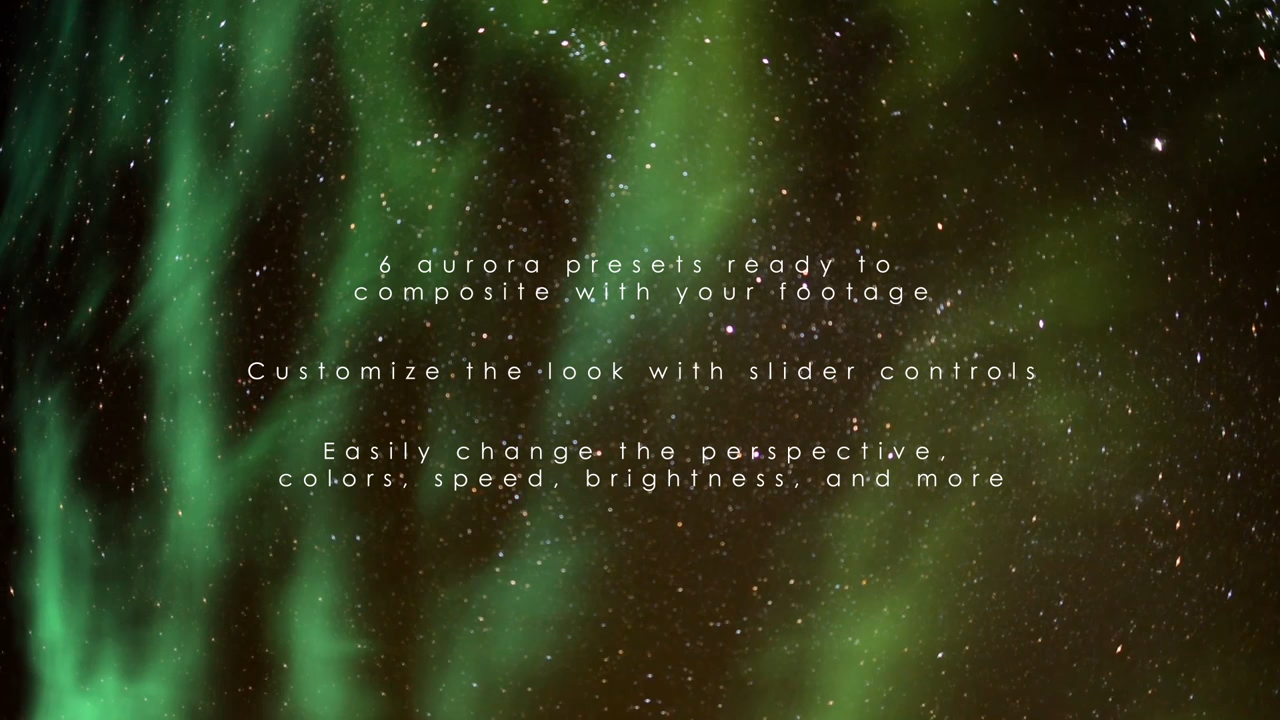 6 aurora presets ready to
composite with your footage
Customize the look with slider controls
Easily change the perspective,
colors, speed, brightness, and more